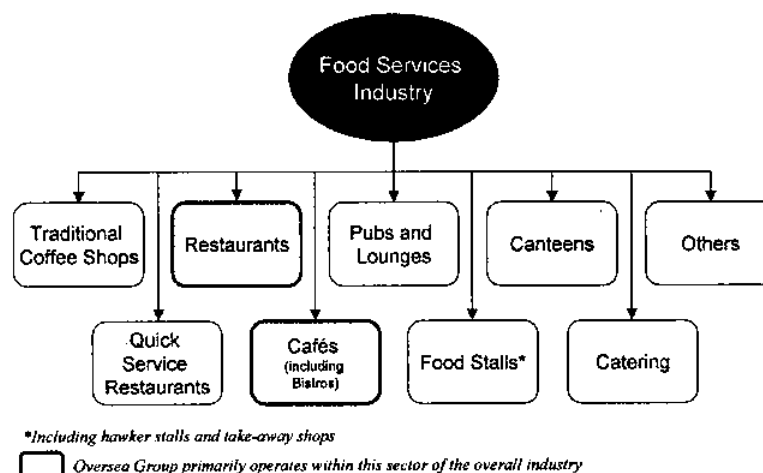 Food Services
Industry
Traditional
Coffee Shops
Restaurants
Pubs and
Lounges
Canteens
Others
Quick
Service
Restaurants
Cafés
(including
Bistros)
Food Stalls*
Catering
*Including hawker stalls and take-away shops
Oversea Group primarily operates within this sector of the overall industry